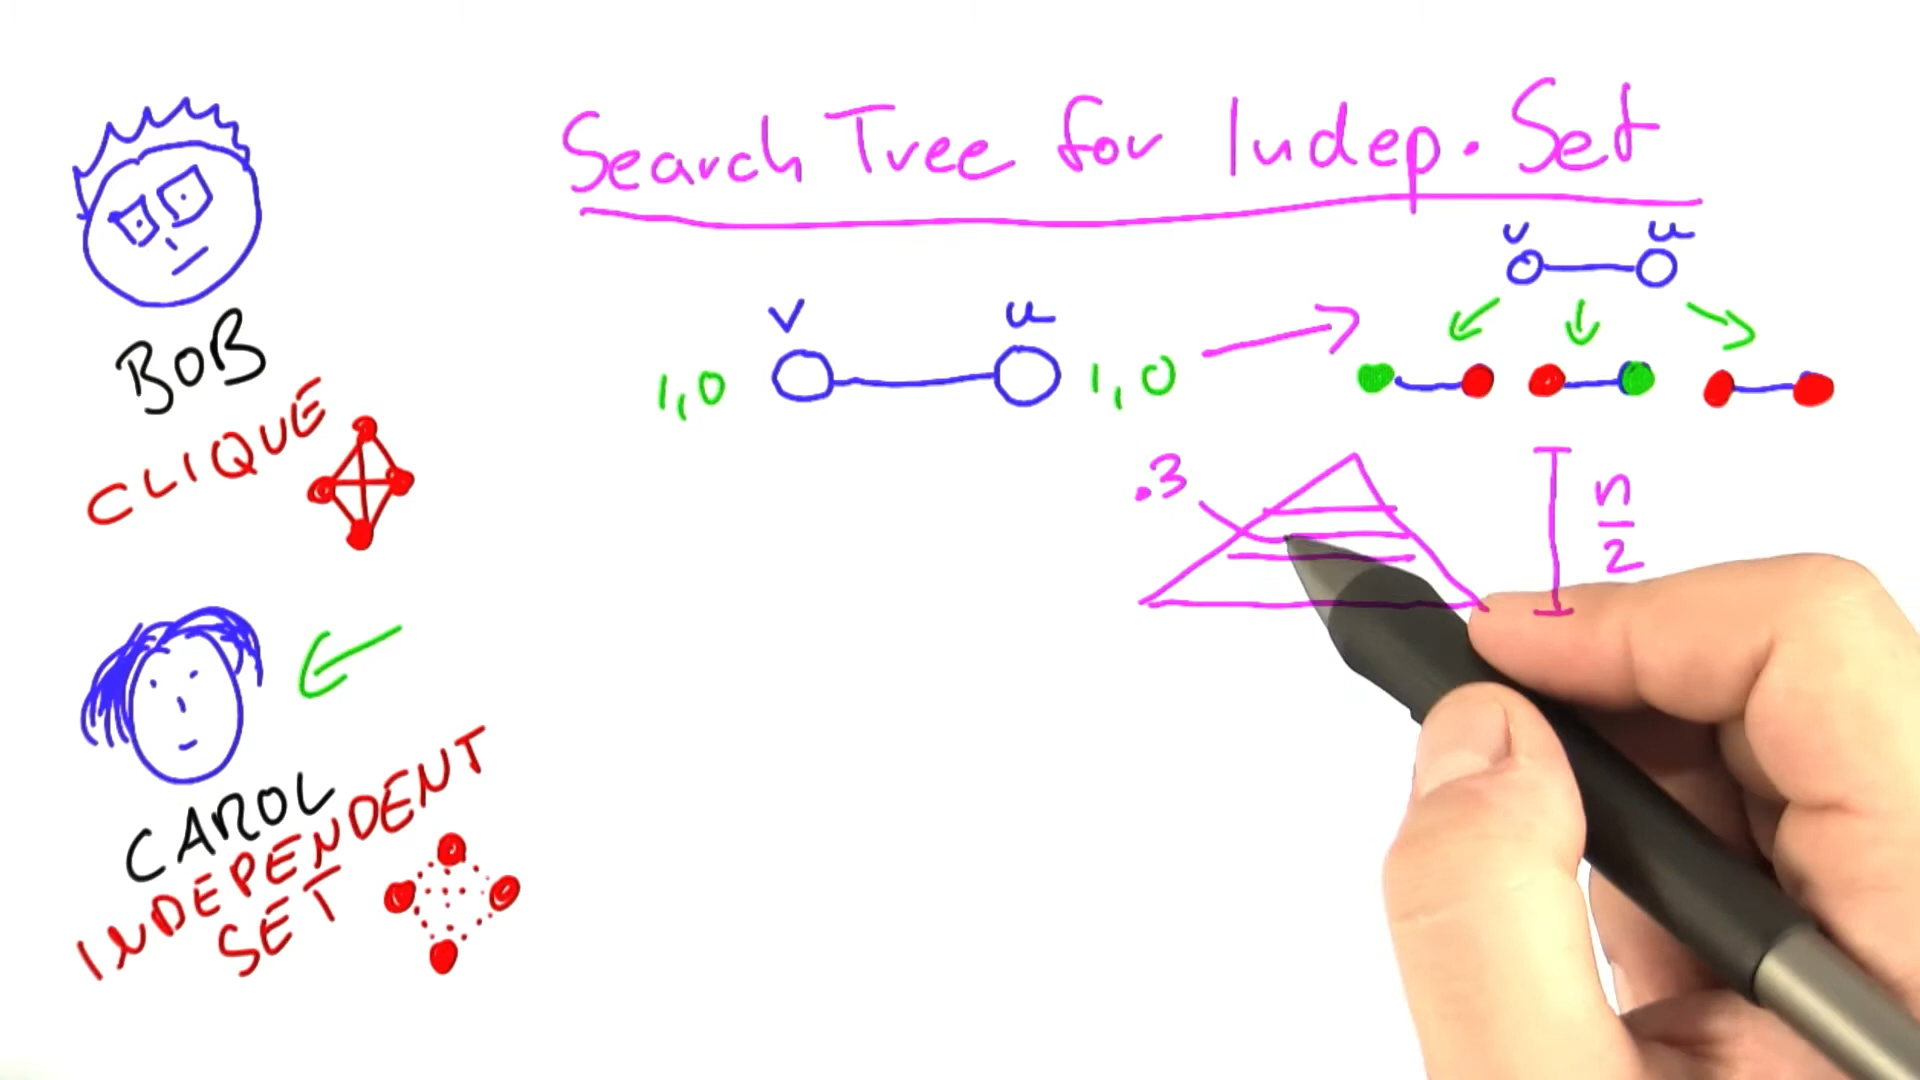 Search Tree for Indep. Set
v u
v u
1,0 1,0
BOB
CLIQUE
.3
n
2
CAROL
INDEPENDENT
SET